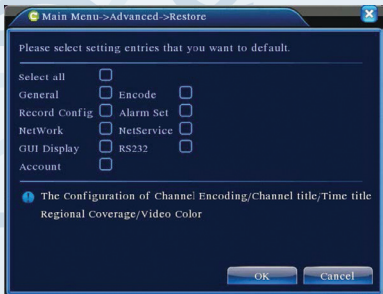 Main Menu->Advanced->Restore
Please select setting entries that you want to default.
Select all
General Encode
Record Config Alarm Set
NetWork NetService
GUI Display RS232
Account
The Configuration of Channel Encoding/Channel title/Time title
Regional Coverage/Video Color
OK Cancel